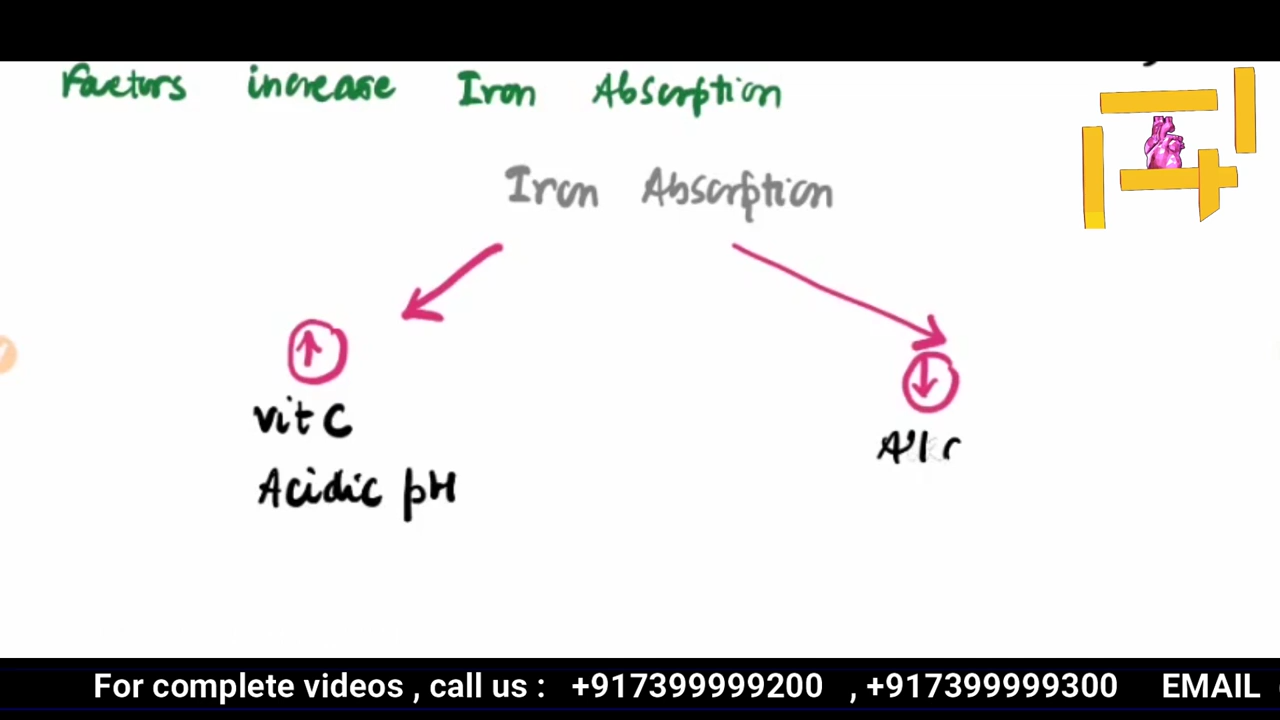 Factors increase Iron Absorption
Iron Absorption
↑
↓
vit C
Acidic pH
For complete videos , call us : +917399999200 , +917399999300 EMAIL